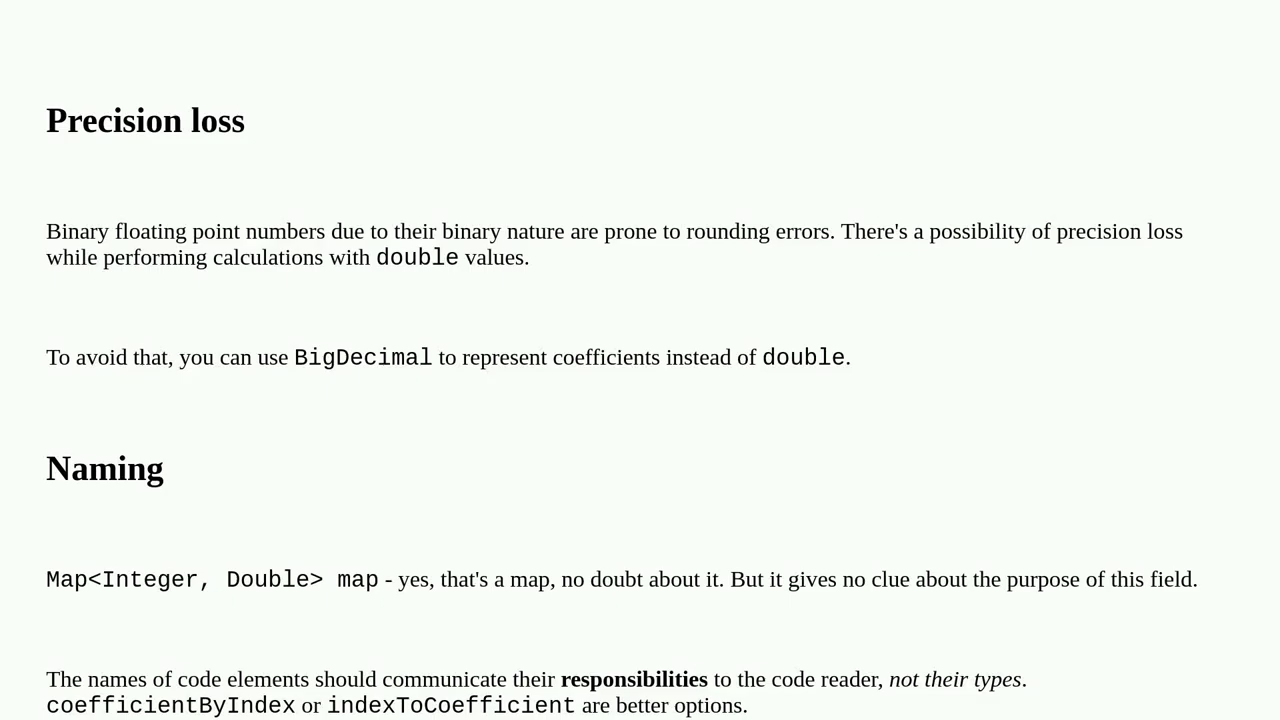 Precision loss
Binary floating point numbers due to their binary nature are prone to rounding errors. There's a possibility of precision loss
while performing calculations with double values.
To avoid that, you can use BigDecimal to represent coefficients instead of double.
Naming
Map<Integer, Double> map - yes, that's a map, no doubt about it. But it gives no clue about the purpose of this field.
The names of code elements should communicate their responsibilities to the code reader, not their types.
coefficientByIndex or indexToCoefficient are better options.